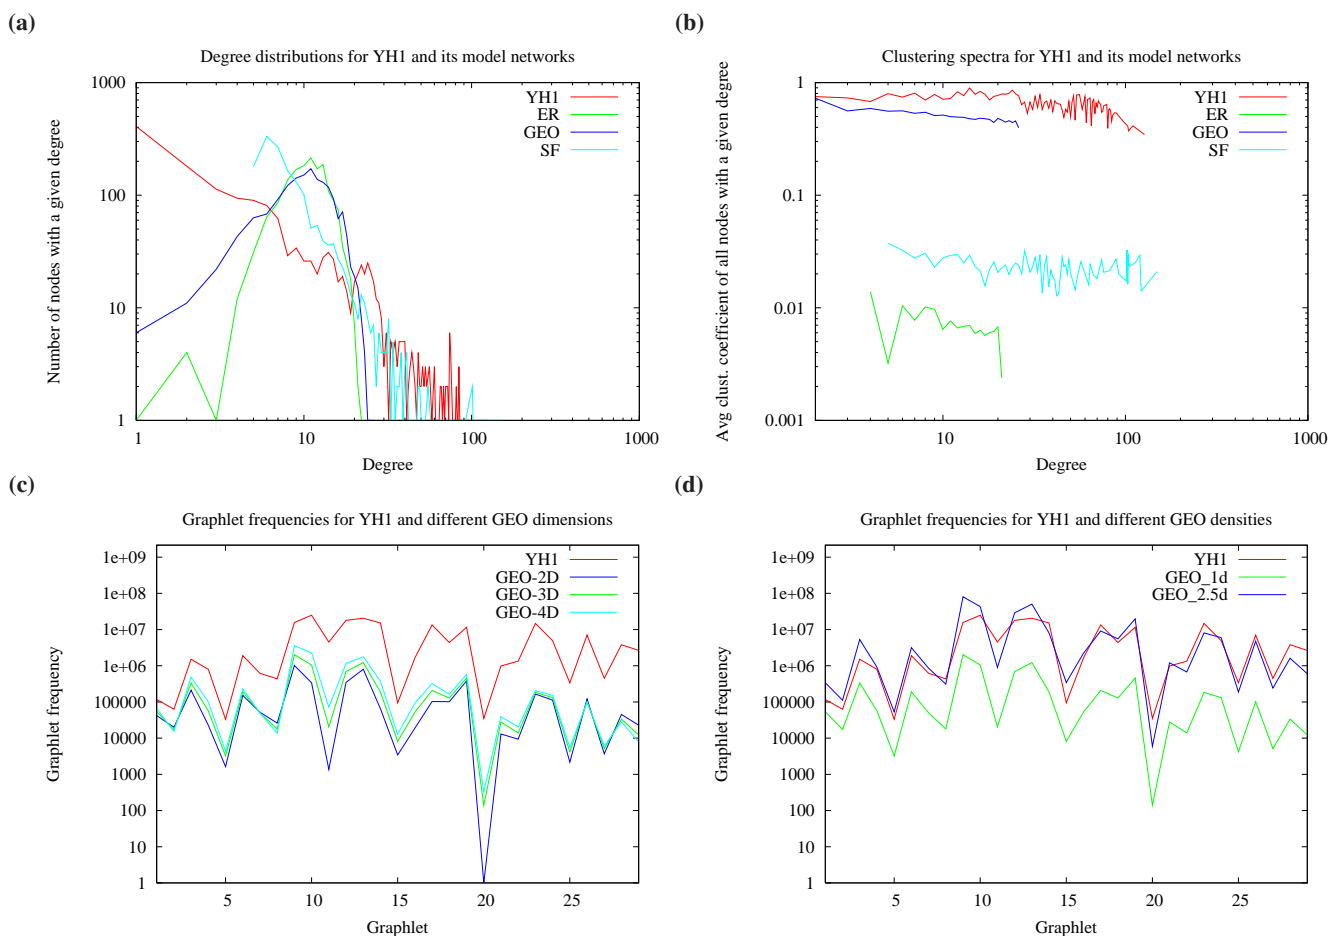 (a)
Degree distributions for YH1 and its model networks
Number of nodes with a given degree
1000
100
10
1
YH1
ER
GEO
SF
1 10 100 1000
Degree
(b)
Clustering spectra for YH1 and its model networks
Avg clust. coefficient of all nodes with a given degree
1
0.1
0.01
0.001
YH1
ER
GEO
SF
10 100 1000
Degree
(c)
Graphlet frequencies for YH1 and different GEO dimensions
Graphlet frequency
1e+09
1e+08
1e+07
1e+06
100000
10000
1000
100
10
1
YH1
GEO-2D
GEO-3D
GEO-4D
5 10 15 20 25
Graphlet
(d)
Graphlet frequencies for YH1 and different GEO densities
Graphlet frequency
1e+09
1e+08
1e+07
1e+06
100000
10000
1000
100
10
1
YH1
GEO_1d
GEO_2.5d
5 10 15 20 25
Graphlet